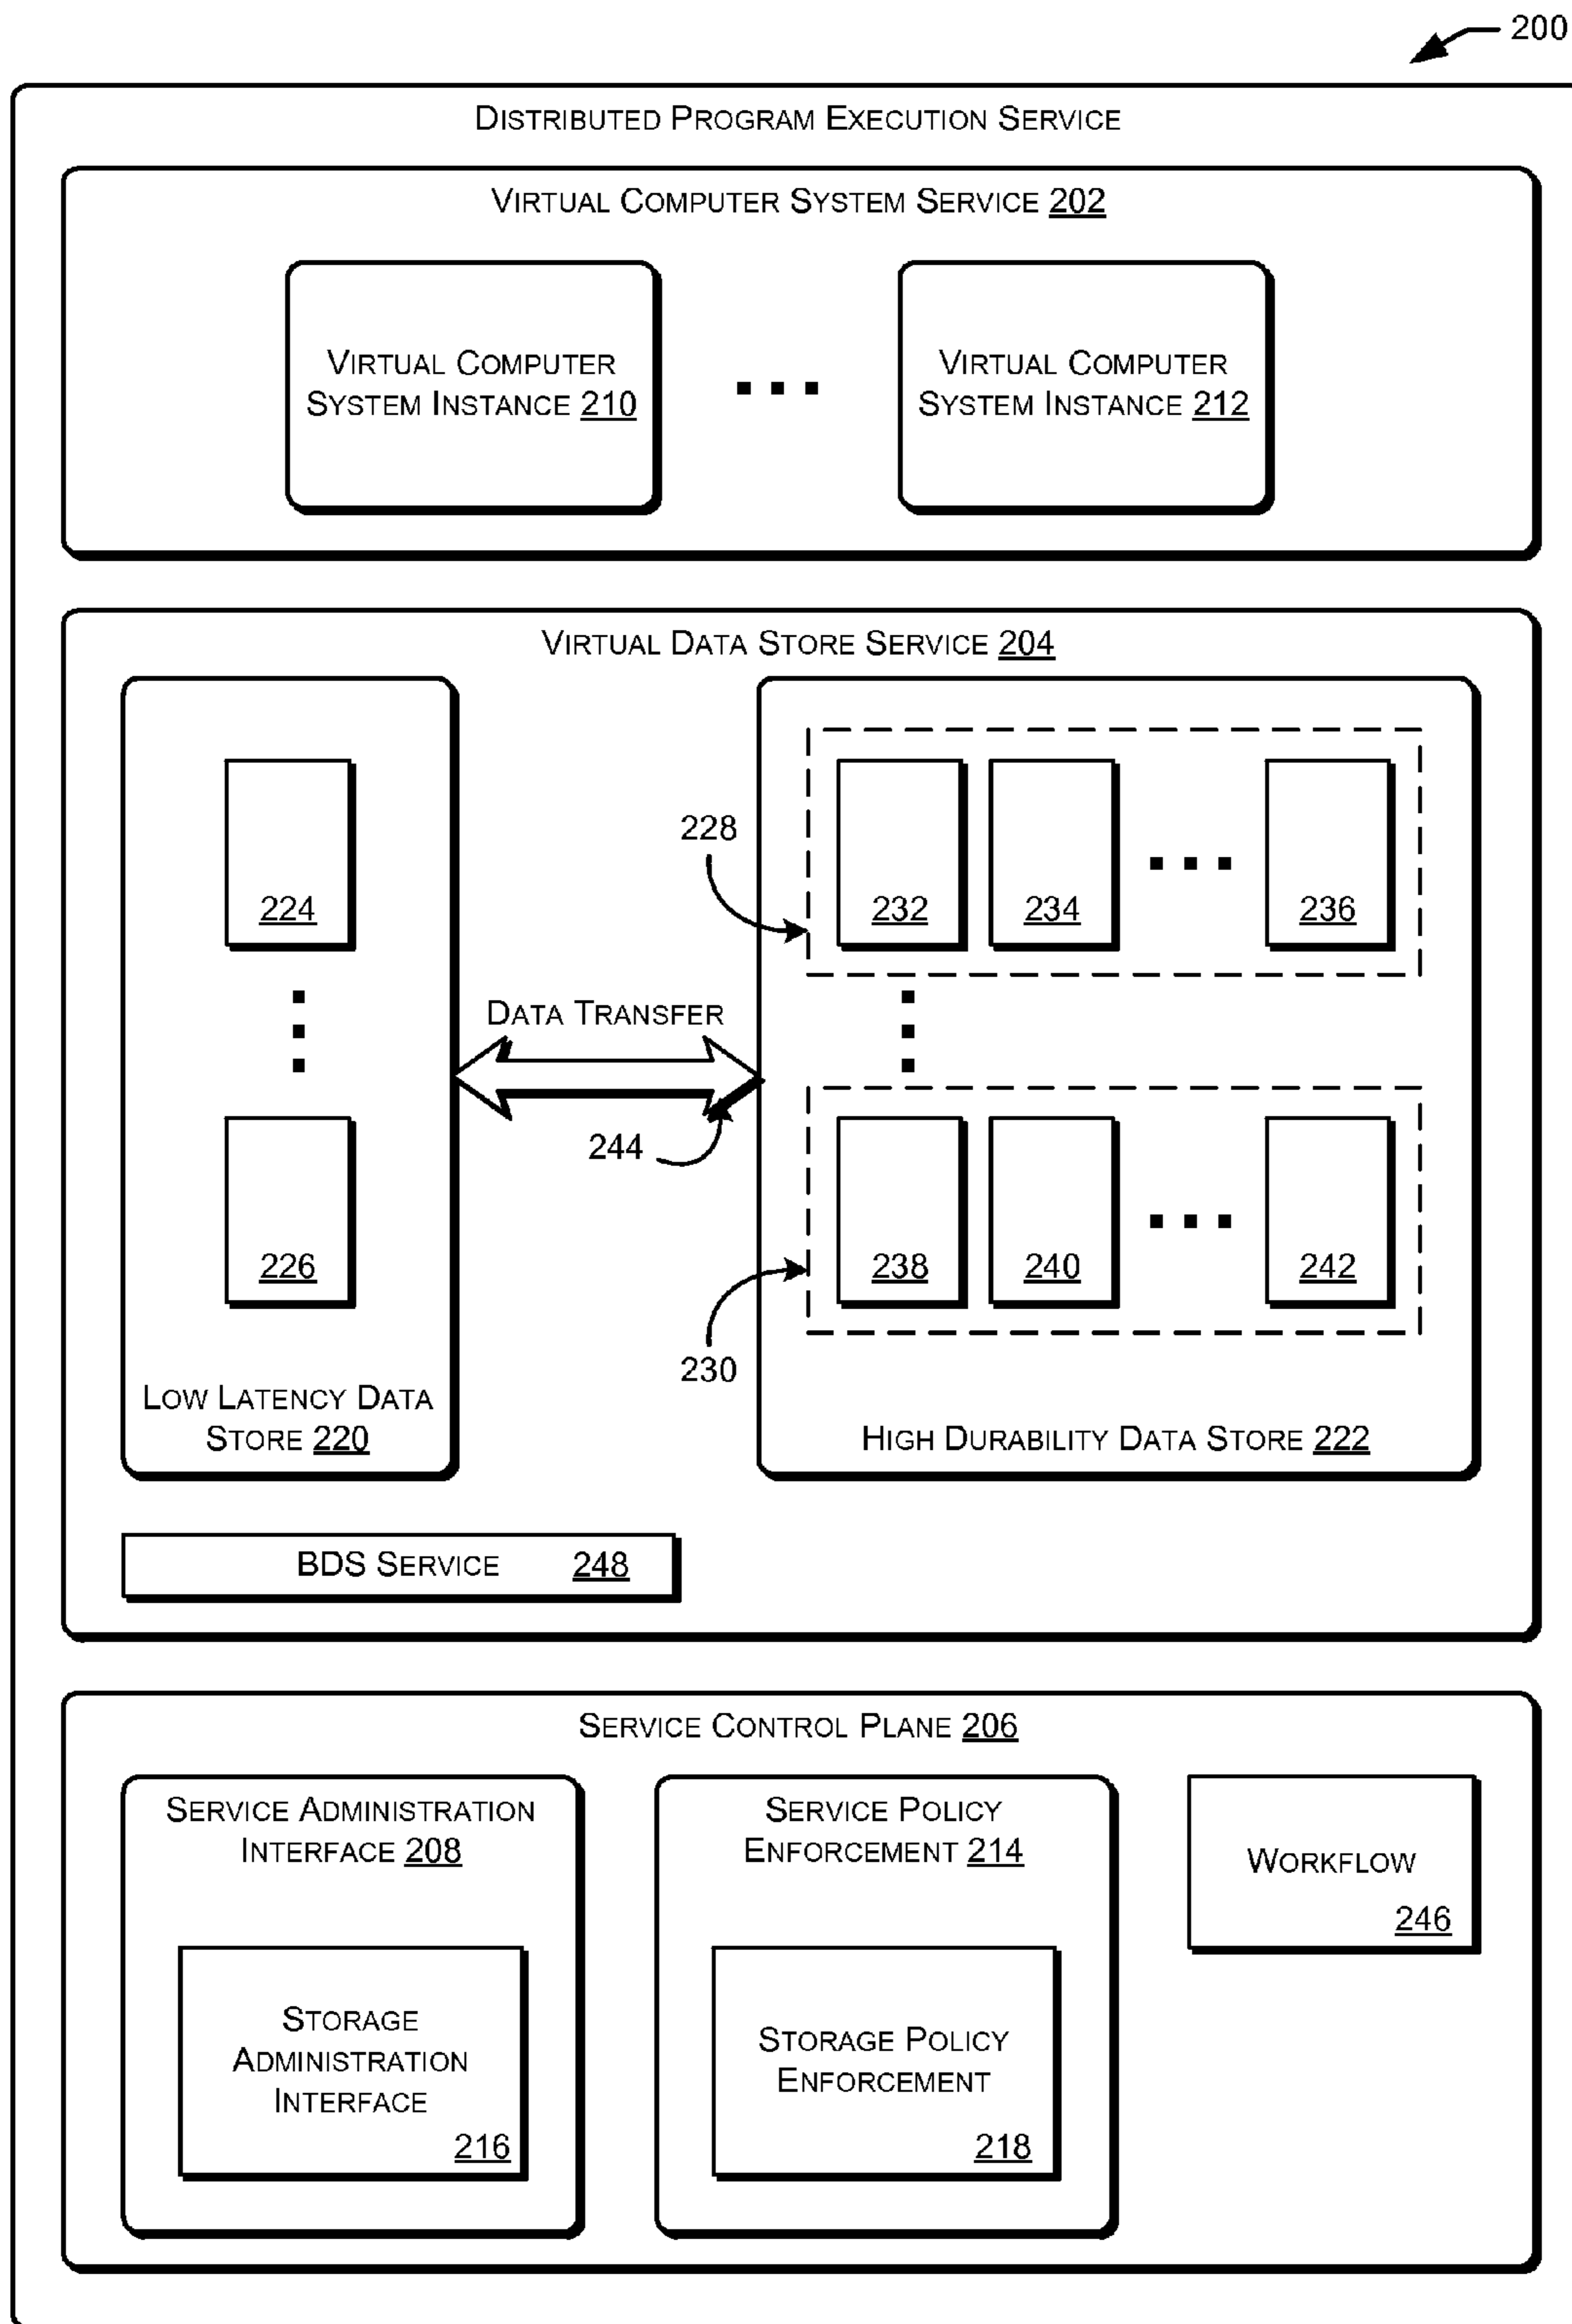 200
DISTRIBUTED PROGRAM EXECUTION SERVICE
VIRTUAL COMPUTER SYSTEM SERVICE 202
VIRTUAL COMPUTER
SYSTEM INSTANCE 210
VIRTUAL COMPUTER
SYSTEM INSTANCE 212
VIRTUAL DATA STORE SERVICE 204
224
226
LOW LATENCY DATA
STORE 220
DATA TRANSFER
244
228
232 234 236
238 240 242
230
HIGH DURABILITY DATA STORE 222
BDS SERVICE 248
SERVICE CONTROL PLANE 206
SERVICE ADMINISTRATION
INTERFACE 208
STORAGE
ADMINISTRATION
INTERFACE
216
SERVICE POLICY
ENFORCEMENT 214
STORAGE POLICY
ENFORCEMENT
218
WORKFLOW
246